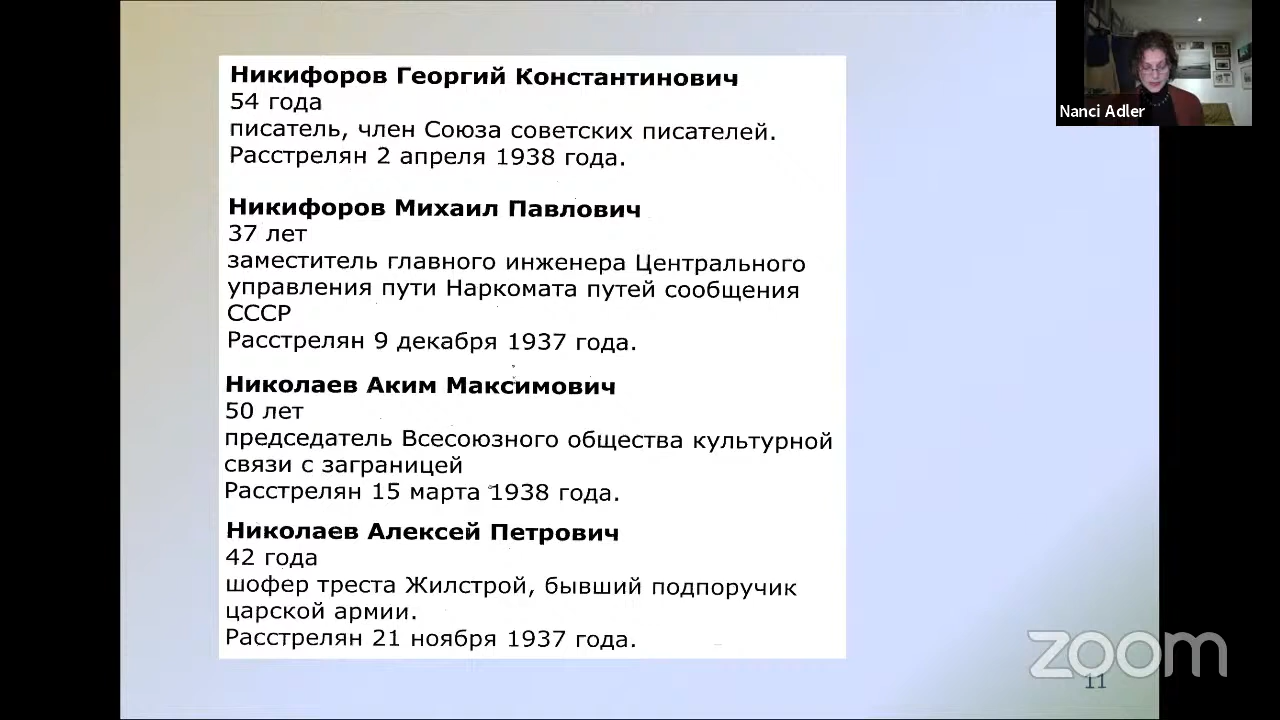 Никифоров Георгий Константинович
54 года
писатель, член Союза советских писателей.
Расстрелян 2 апреля 1938 года.
Никифоров Михаил Павлович
37 лет
заместитель главного инженера Центрального
управления пути Наркомата путей сообщения
СССР
Расстрелян 9 декабря 1937 года.
Николаев Аким Максимович
50 лет
председатель Всесоюзного общества культурной
связи с заграницей
Расстрелян 15 марта 1938 года.
Николаев Алексей Петрович
42 года
шофер треста Жилстрой, бывший подпоручик
царской армии.
Расстрелян 21 ноября 1937 года.
Nanci Adler
zoom
11